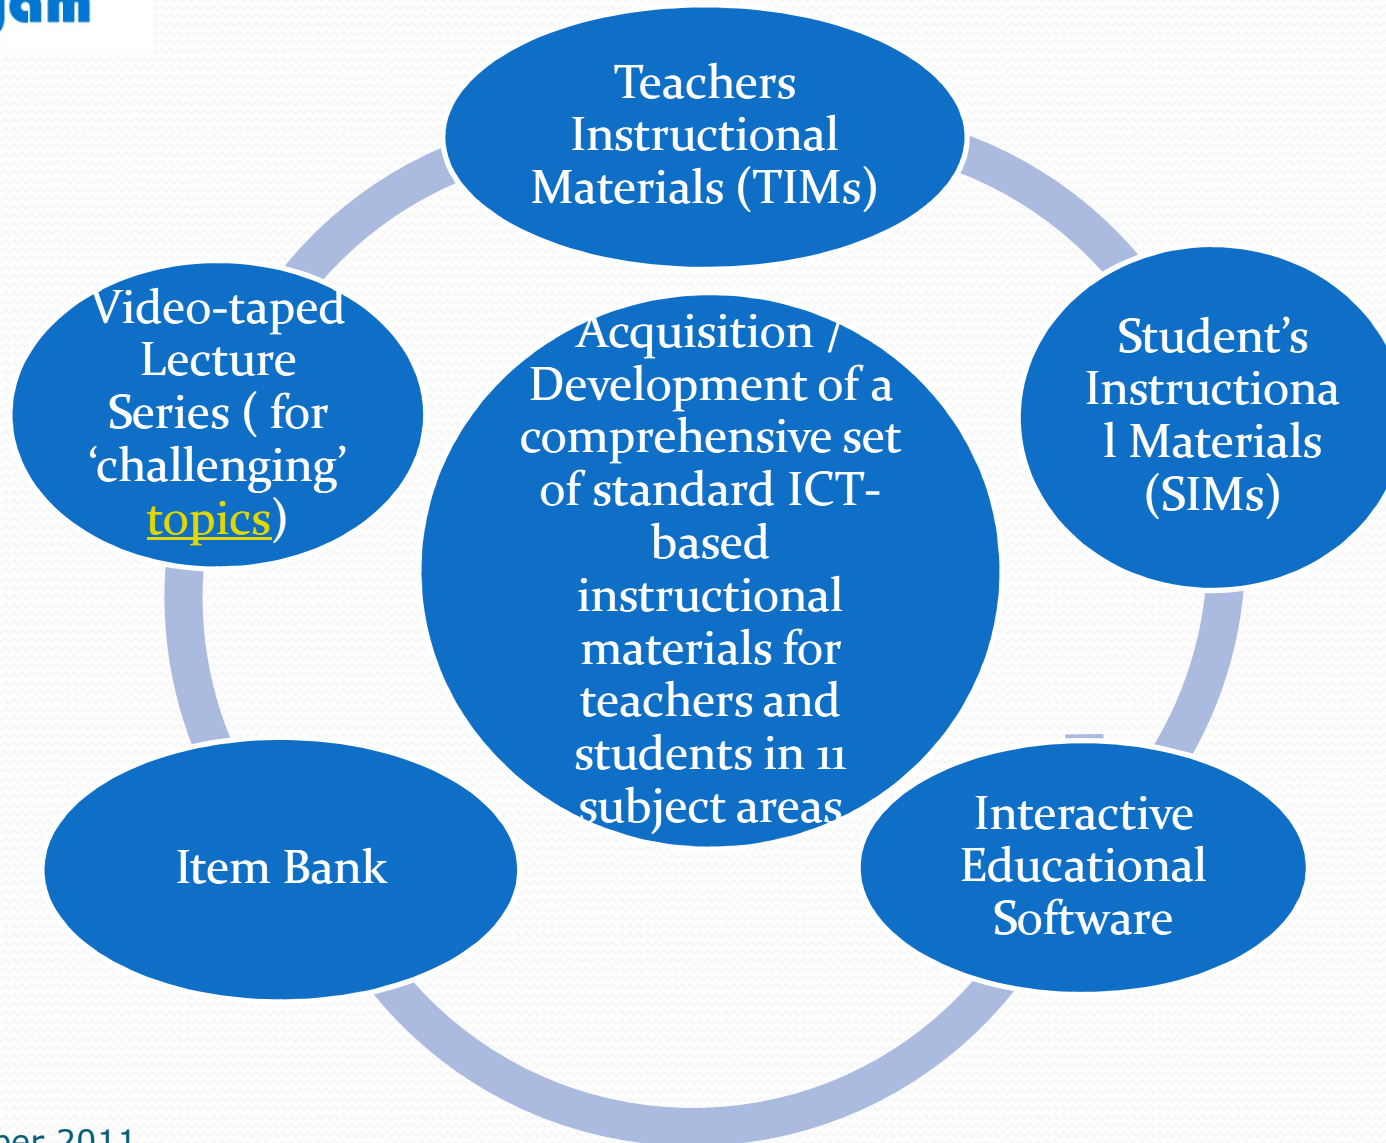 Teachers
Instructional
Materials (TIMs)
Video-taped
Lecture
Series ( for
‘challenging’
topics)
Acquisition /
Development of a
comprehensive set
of standard ICT-
based
instructional
materials for
teachers and
students in 11
subject areas
Student’s
Instructiona
l Materials
(SIMs)
Item Bank
Interactive
Educational
Software
2011